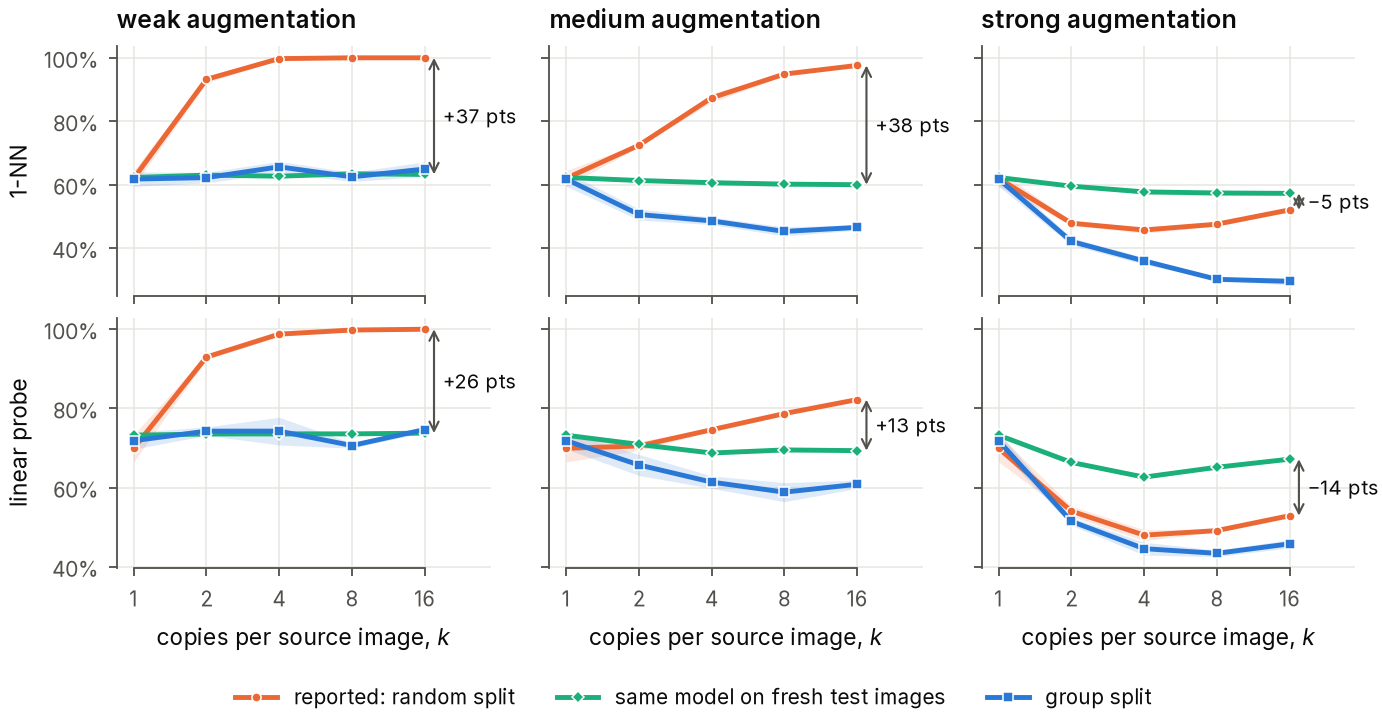 weak augmentation
medium augmentation
strong augmentation
1-NN
100%
80%
60%
40%
+37 pts
+38 pts
−5 pts
linear probe
100%
80%
60%
40%
+26 pts
+13 pts
−14 pts
1 2 4 8 16
1 2 4 8 16
1 2 4 8 16
copies per source image, k
copies per source image, k
copies per source image, k
reported: random split
same model on fresh test images
group split